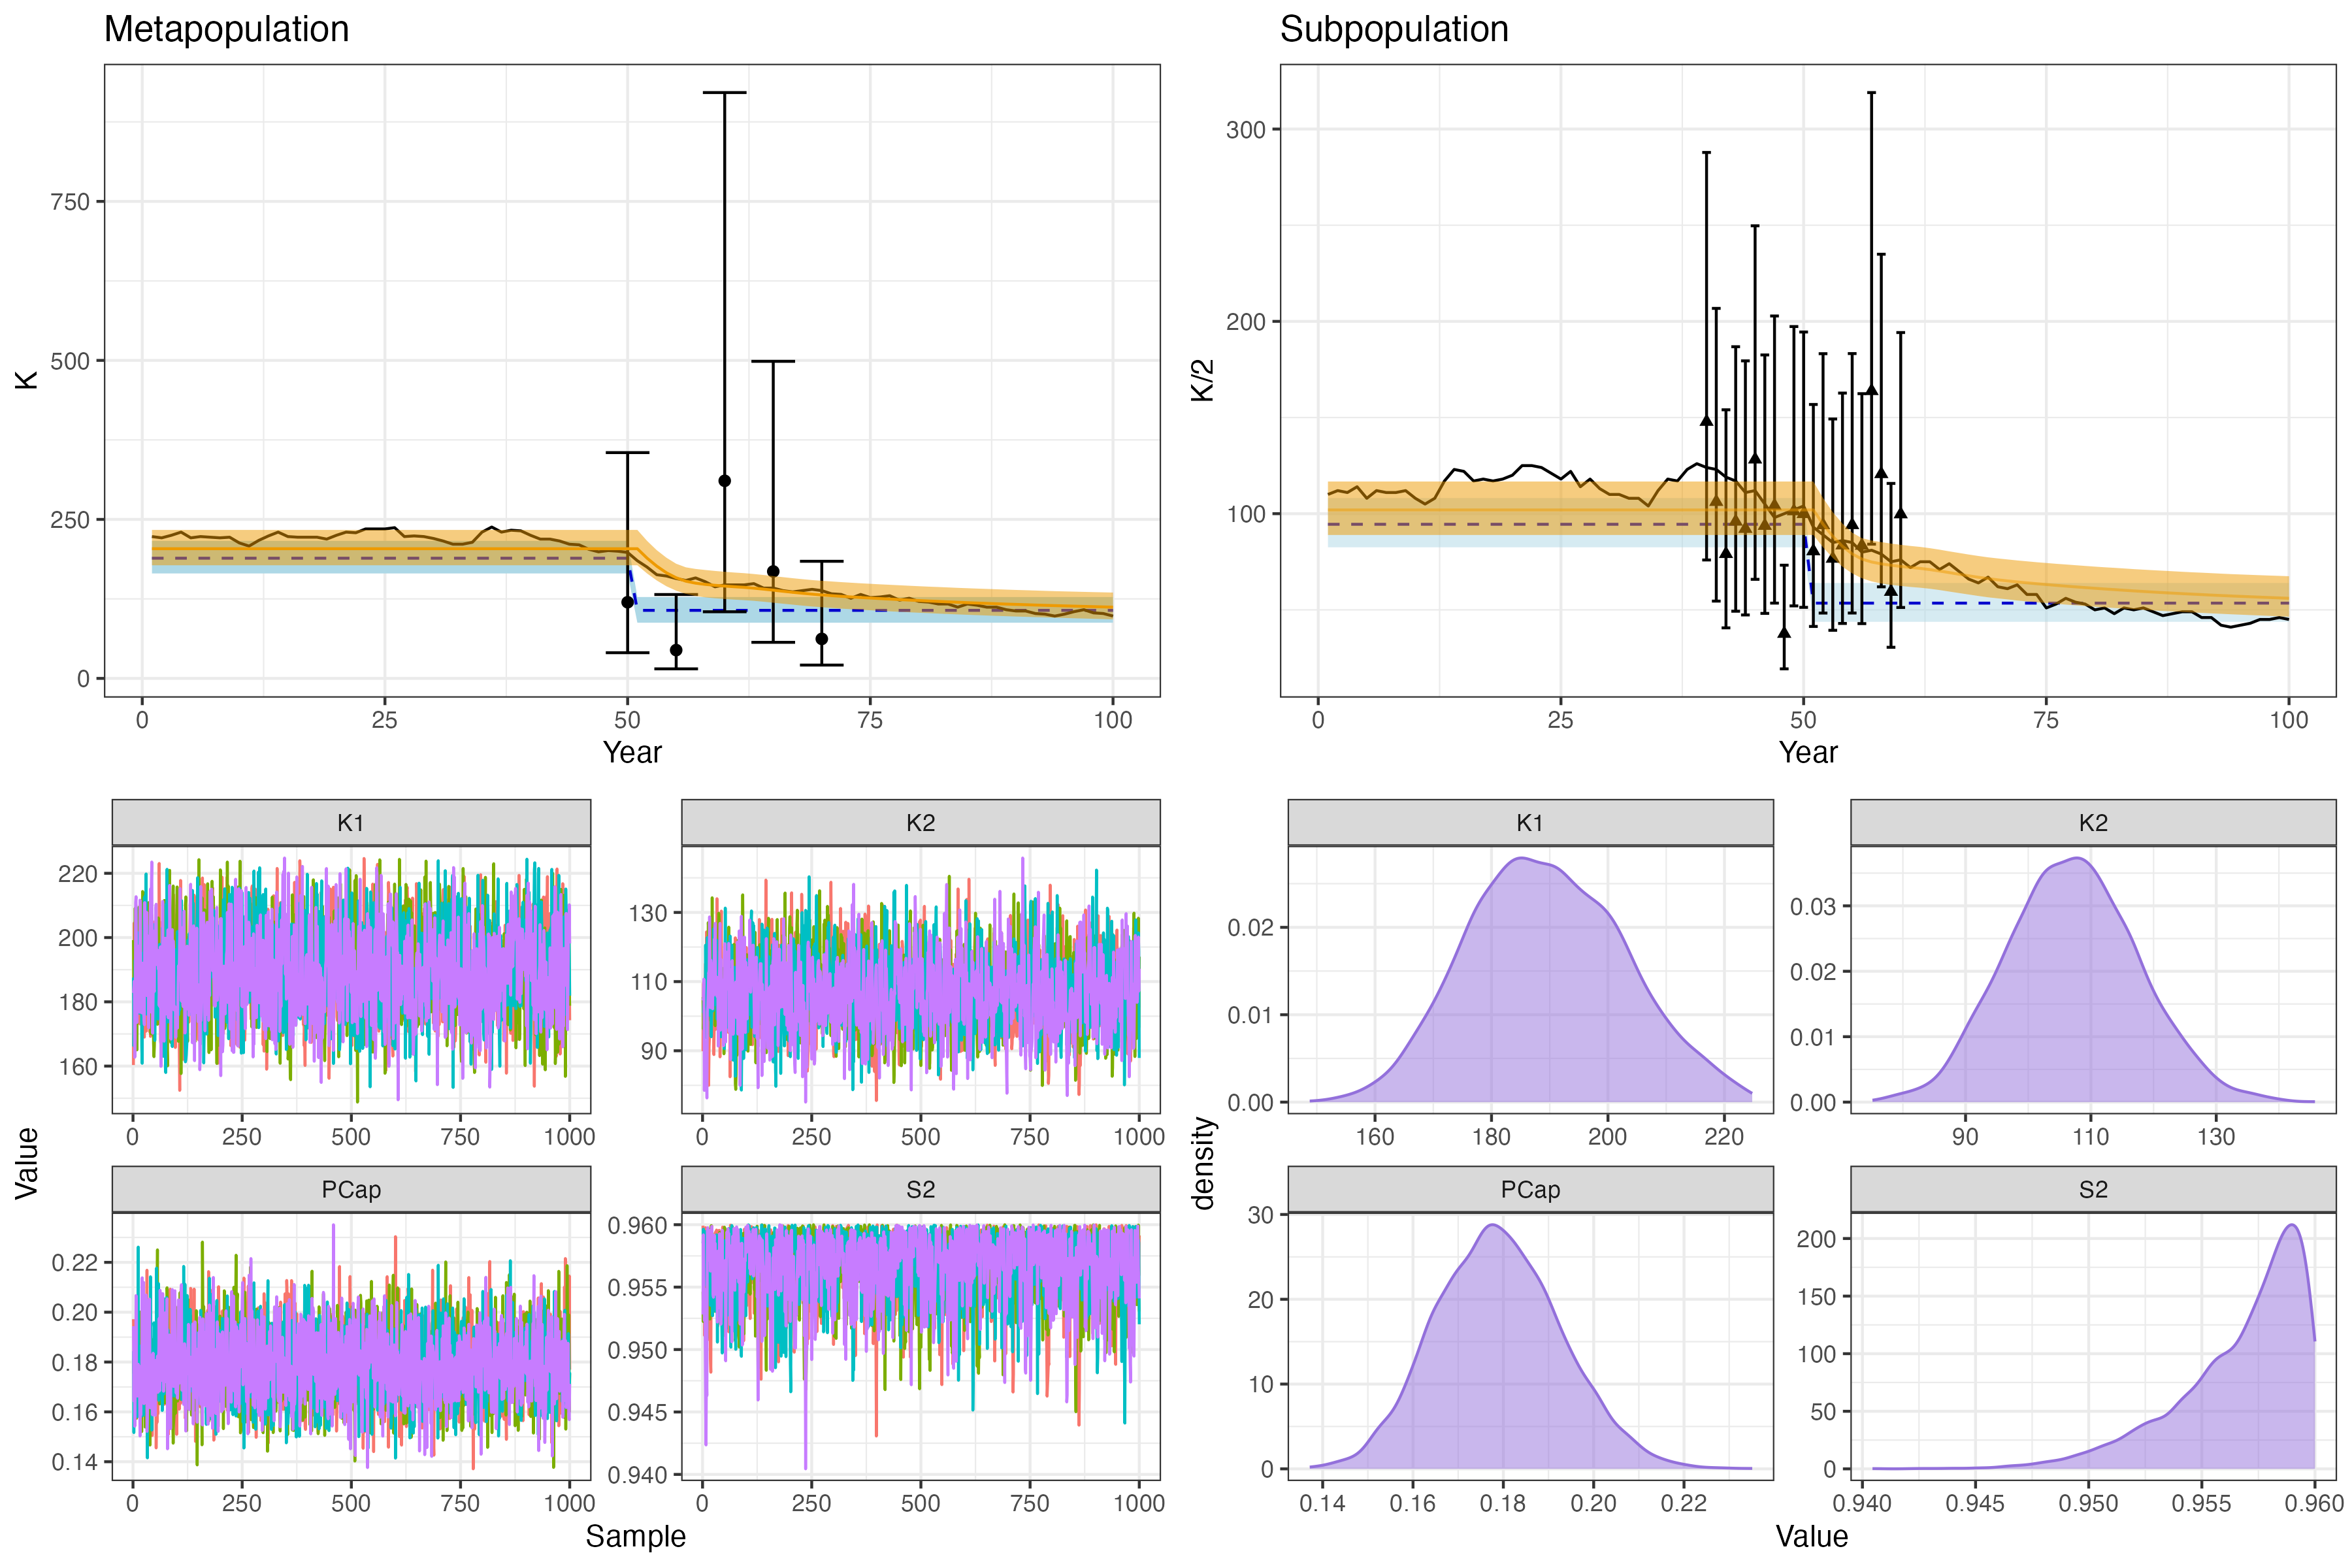 Metapopulation
Subpopulation
K
750
500
250
0
0 25 50 75 100
Year
K/2
300
200
100
0 25 50 75 100
Year
Value
K1
220
200
180
160
0 250 500 750 1000
K2
130
110
90
0 250 500 750 1000
PCap
0.22
0.20
0.18
0.16
0.14
0 250 500 750 1000
S2
0.960
0.955
0.950
0.945
0.940
0 250 500 750 1000
Sample
density
K1
0.02
0.01
0.00
160 180 200 220
K2
0.03
0.02
0.01
0.00
90 110 130
PCap
30
20
10
0
0.14 0.16 0.18 0.20 0.22
S2
200
150
100
50
0
0.940 0.945 0.950 0.955 0.960
Value